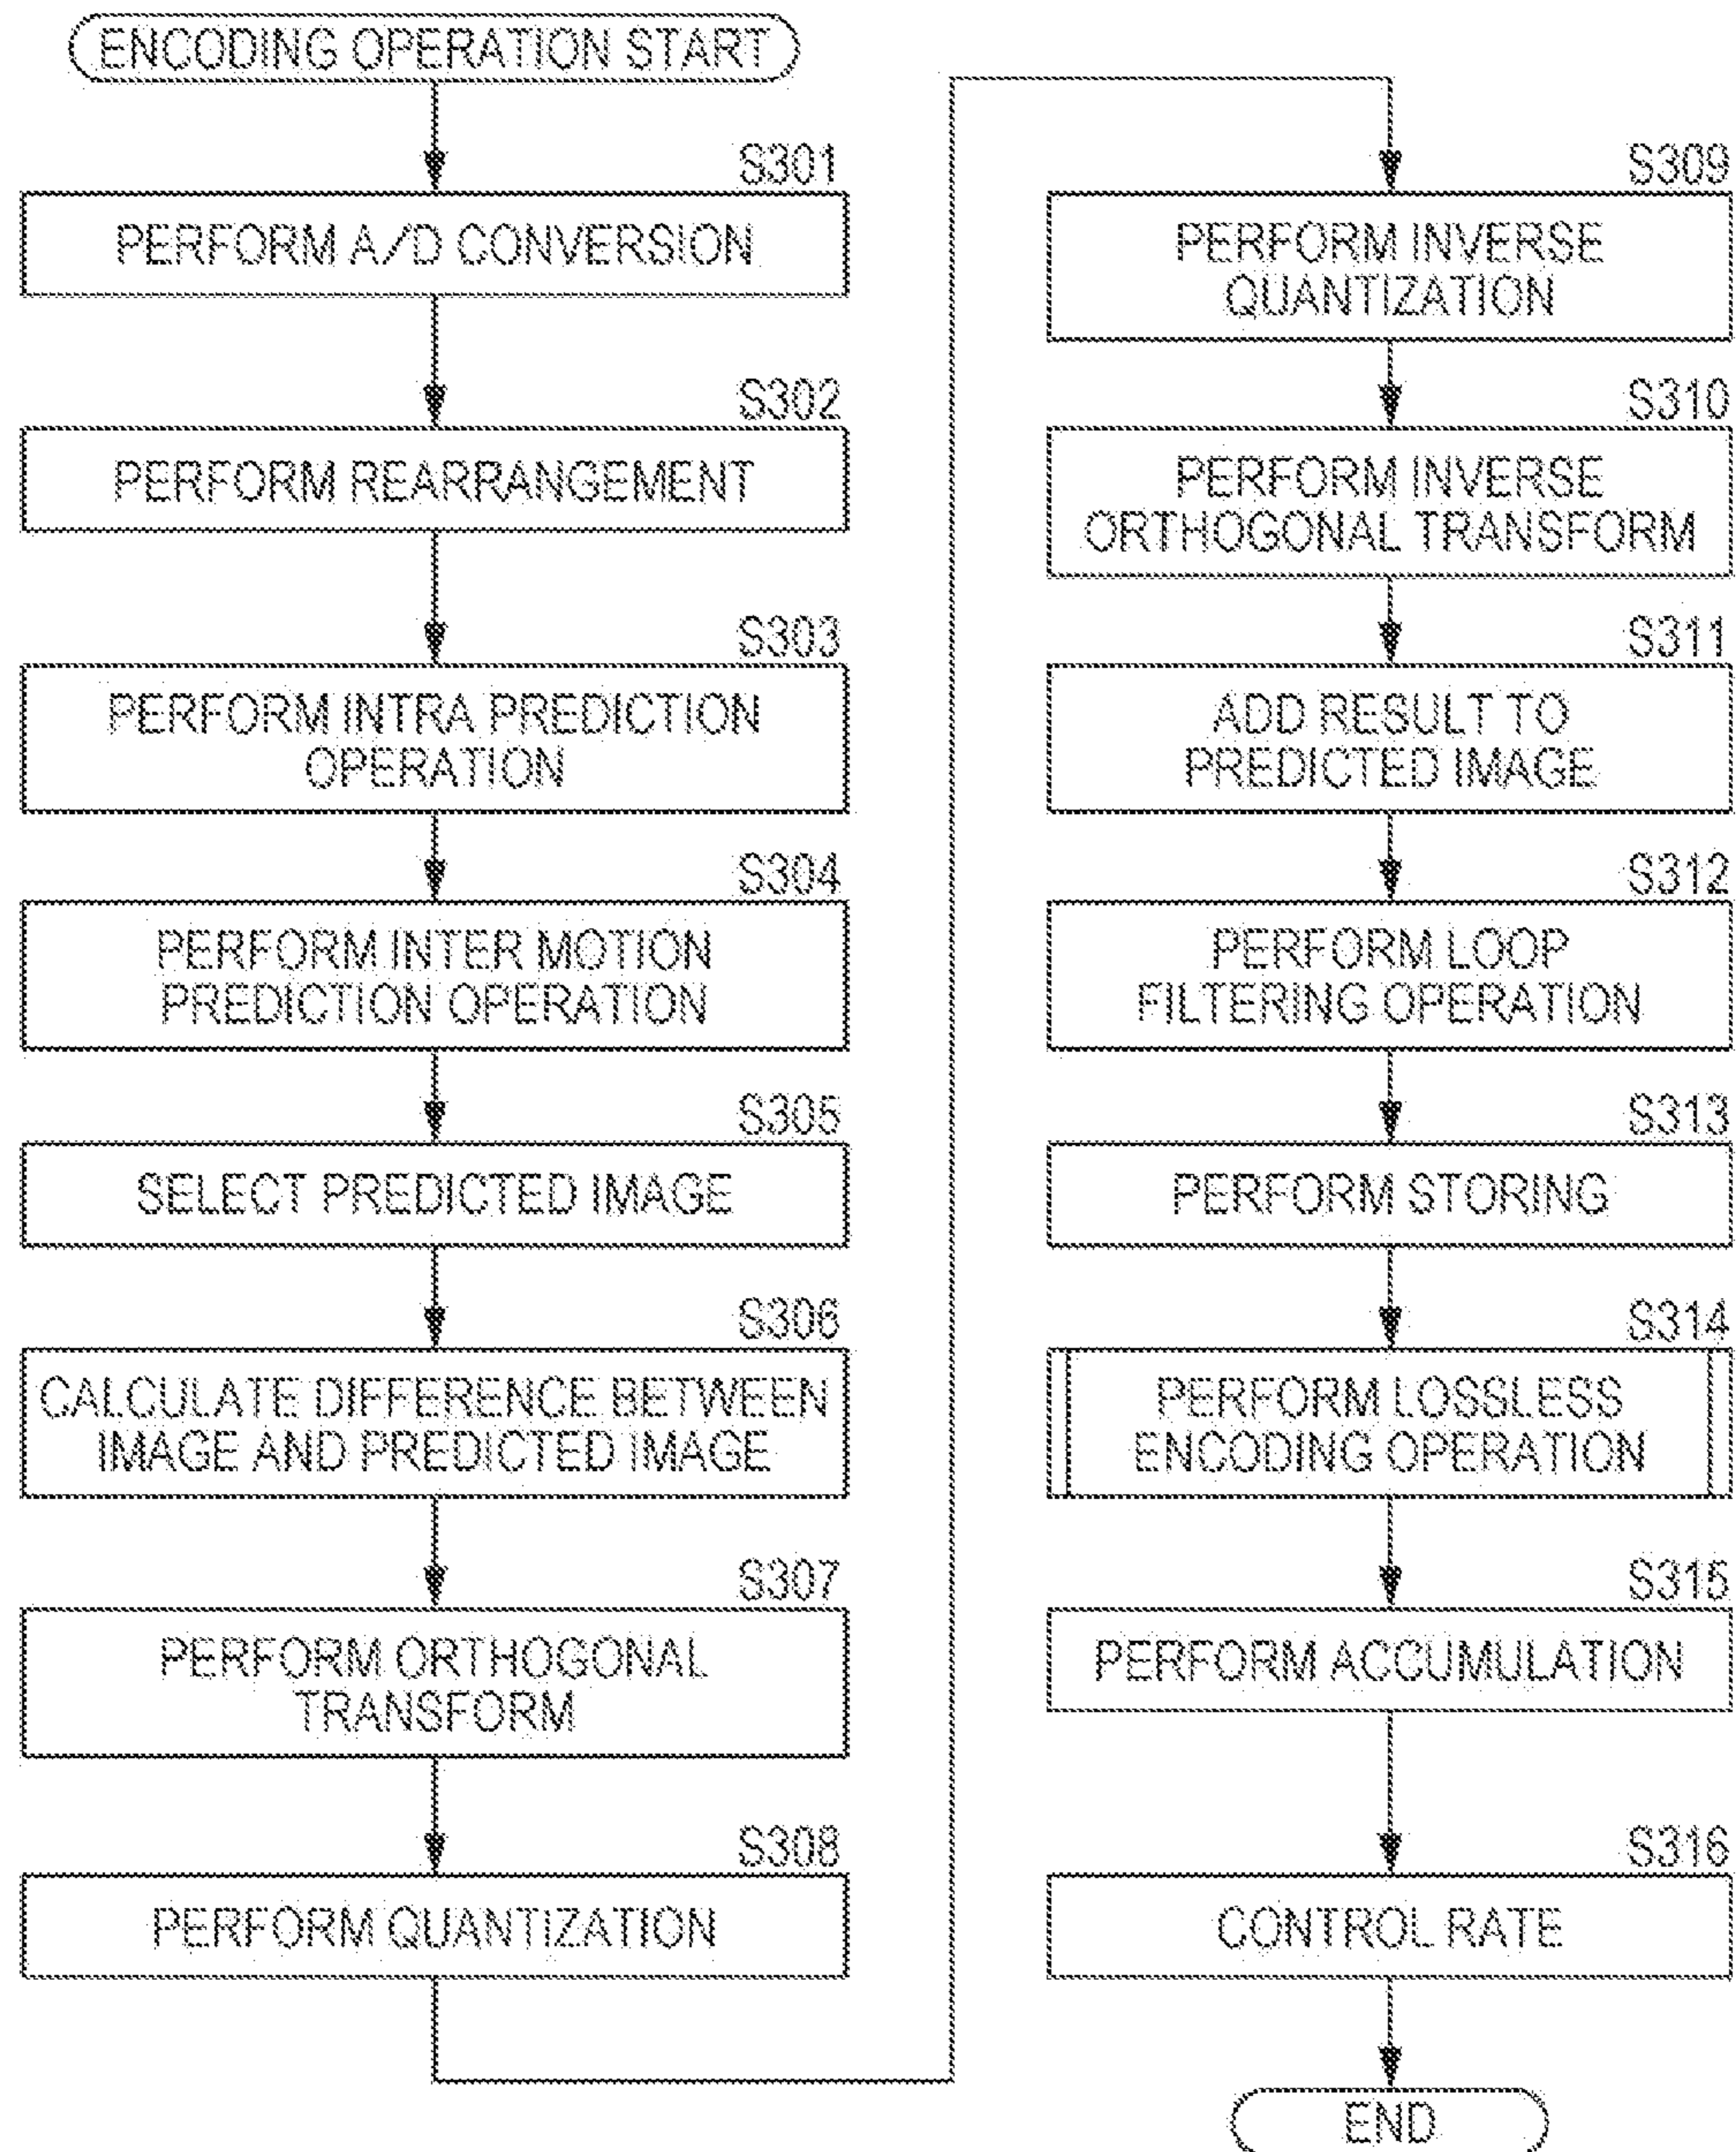 ENCODING OPERATION START
S301
PERFORM A/D CONVERSION
S302
PERFORM REARRANGEMENT
S303
PERFORM INTRA PREDICTION
OPERATION
S304
PERFORM INTER MOTION
PREDICTION OPERATION
S305
SELECT PREDICTED IMAGE
S306
CALCULATE DIFFERENCE BETWEEN
IMAGE AND PREDICTED IMAGE
S307
PERFORM ORTHOGONAL
TRANSFORM
S308
PERFORM QUANTIZATION
S309
PERFORM INVERSE
QUANTIZATION
S310
PERFORM INVERSE
ORTHOGONAL TRANSFORM
S311
ADD RESULT TO
PREDICTED IMAGE
S312
PERFORM LOOP
FILTERING OPERATION
S313
PERFORM STORING
S314
PERFORM LOSSLESS
ENCODING OPERATION
S315
PERFORM ACCUMULATION
S316
CONTROL RATE
END